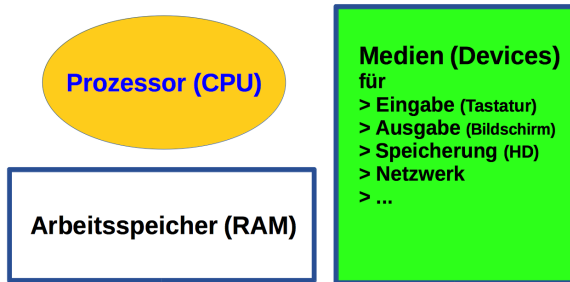 Prozessor (CPU)
Arbeitsspeicher (RAM)
Medien (Devices)
für
> Eingabe (Tastatur)
> Ausgabe (Bildschirm)
> Speicherung (HD)
> Netzwerk
> ...